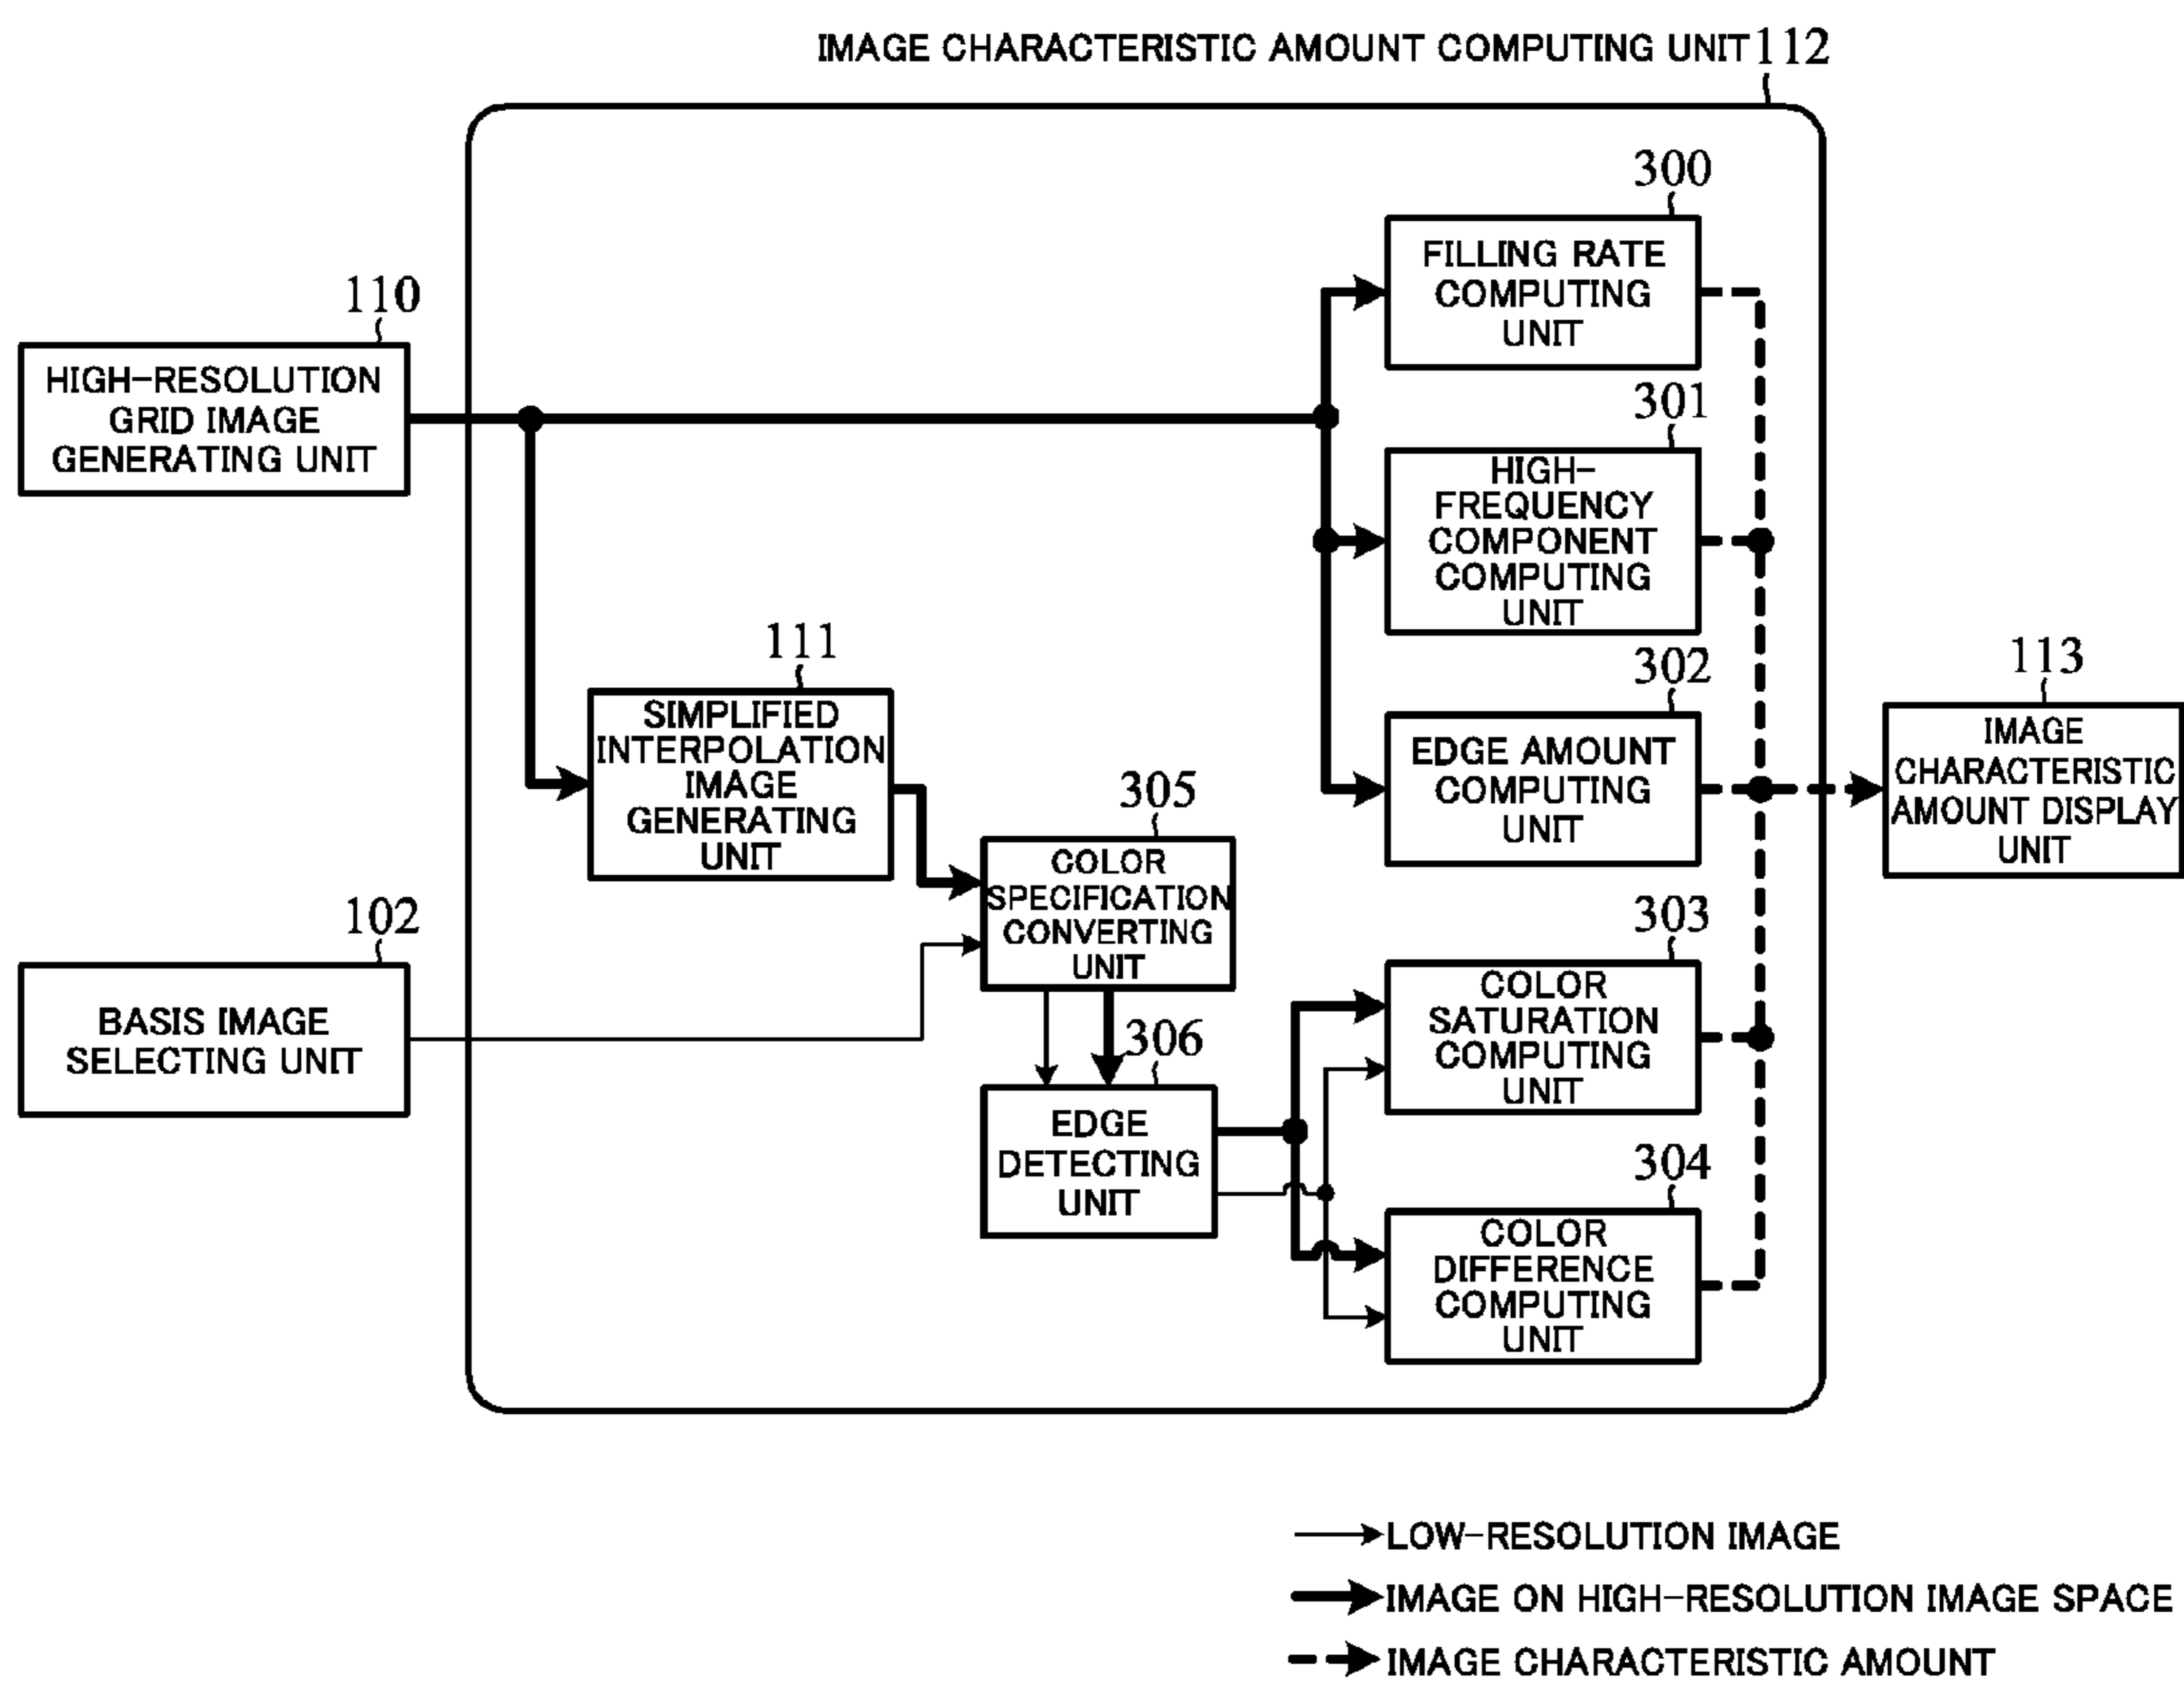 IMAGE CHARACTERISTIC AMOUNT COMPUTING UNIT 112
300
FILLING RATE
COMPUTING
UNIT
110
HIGH-RESOLUTION
GRID IMAGE
GENERATING UNIT
301
HIGH-
FREQUENCY
COMPONENT
COMPUTING
UNIT
111
SIMPLIFIED
INTERPOLATION
IMAGE
GENERATING
UNIT
302
EDGE AMOUNT
COMPUTING
UNIT
113
IMAGE
CHARACTERISTIC
AMOUNT DISPLAY
UNIT
305
COLOR
SPECIFICATION
CONVERTING
UNIT
102
BASIS IMAGE
SELECTING UNIT
303
COLOR
SATURATION
COMPUTING
UNIT
306
EDGE
DETECTING
UNIT
304
COLOR
DIFFERENCE
COMPUTING
UNIT
LOW-RESOLUTION IMAGE
IMAGE ON HIGH-RESOLUTION IMAGE SPACE
IMAGE CHARACTERISTIC AMOUNT